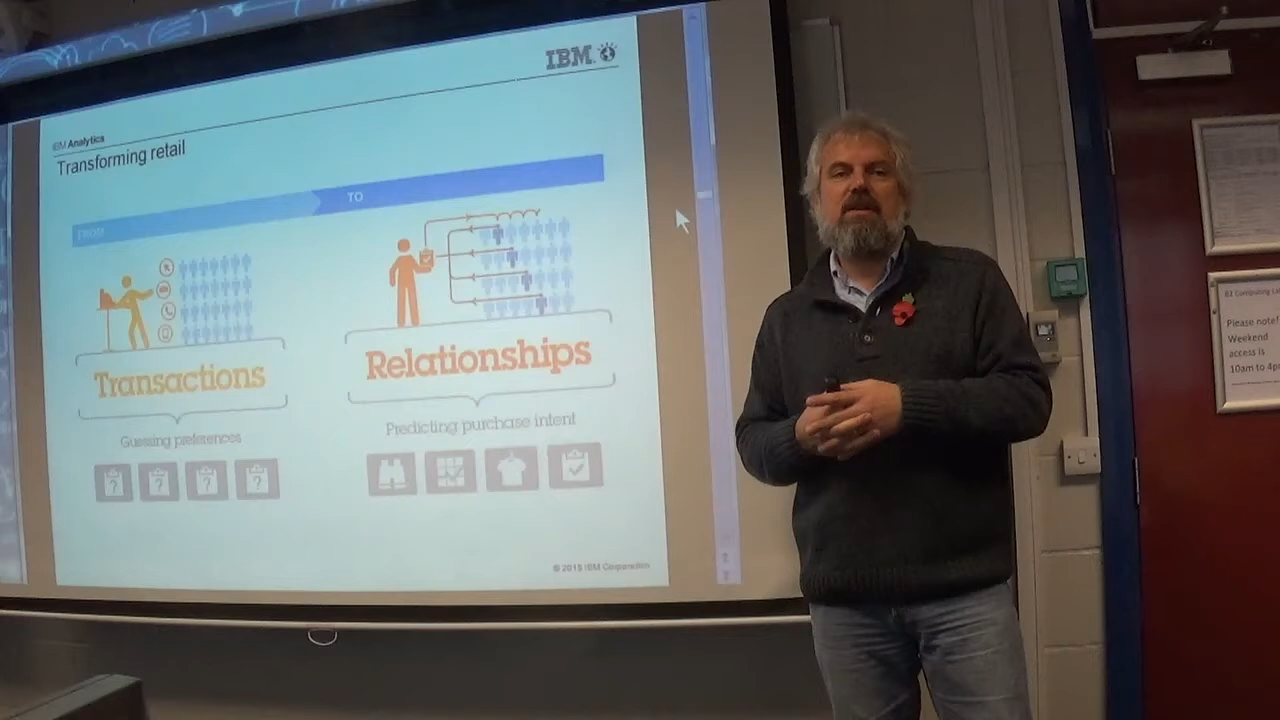 IBM
IBM Analytics
Transforming retail
FROM
TO
Transactions
Relationships
Guessing preferences
Predicting purchase intent
? ? ? ?
© 2015 IBM Corporation
Please note!
Weekend
access is
10am to 4p